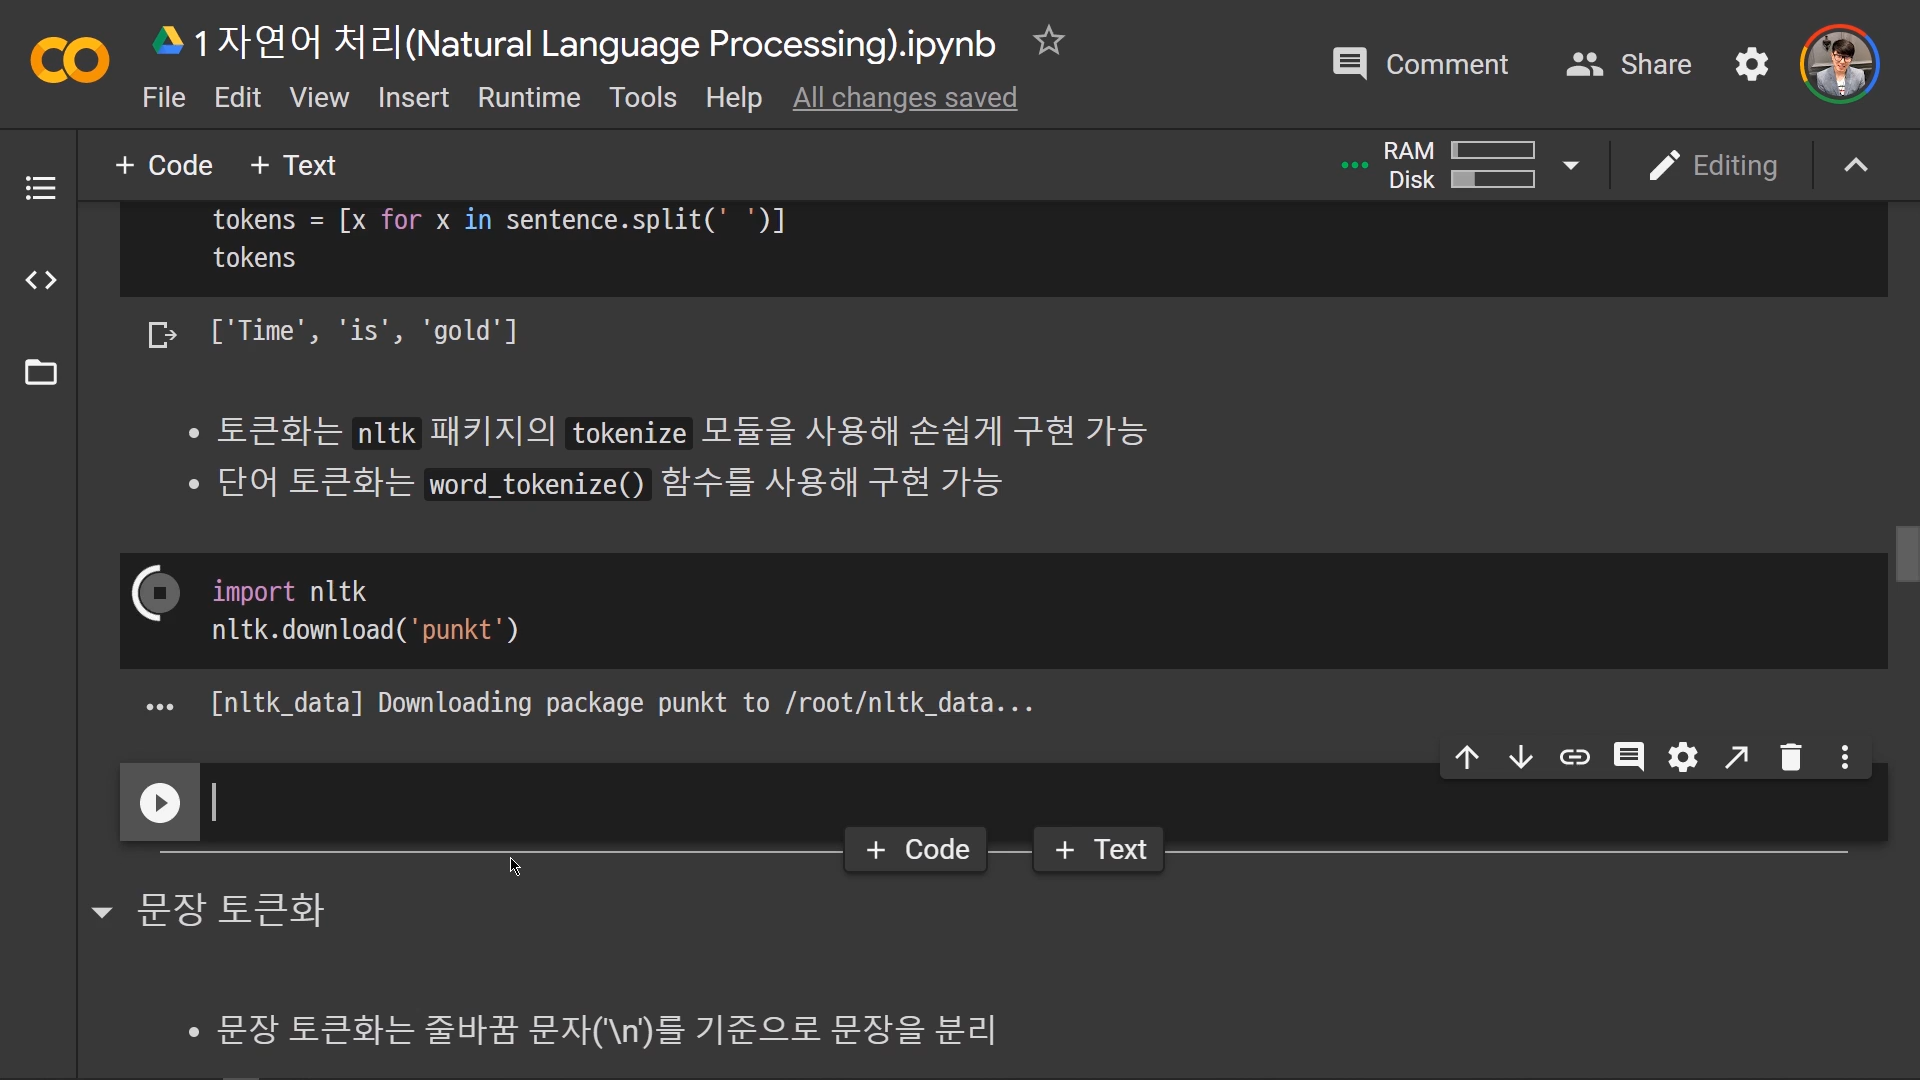 1 자연어 처리(Natural Language Processing).ipynb
File Edit View Insert Runtime Tools Help All changes saved
Comment Share
+ Code + Text
RAM
Disk
Editing
tokens = [x for x in sentence.split(' ')]
tokens
['Time', 'is', 'gold']
• 토큰화는 nltk 패키지의 tokenize 모듈을 사용해 손쉽게 구현 가능
• 단어 토큰화는 word_tokenize() 함수를 사용해 구현 가능
import nltk
nltk.download('punkt')
[nltk_data] Downloading package punkt to /root/nltk_data...
+ Code + Text
문장 토큰화
• 문장 토큰화는 줄바꿈 문자('\n')를 기준으로 문장을 분리